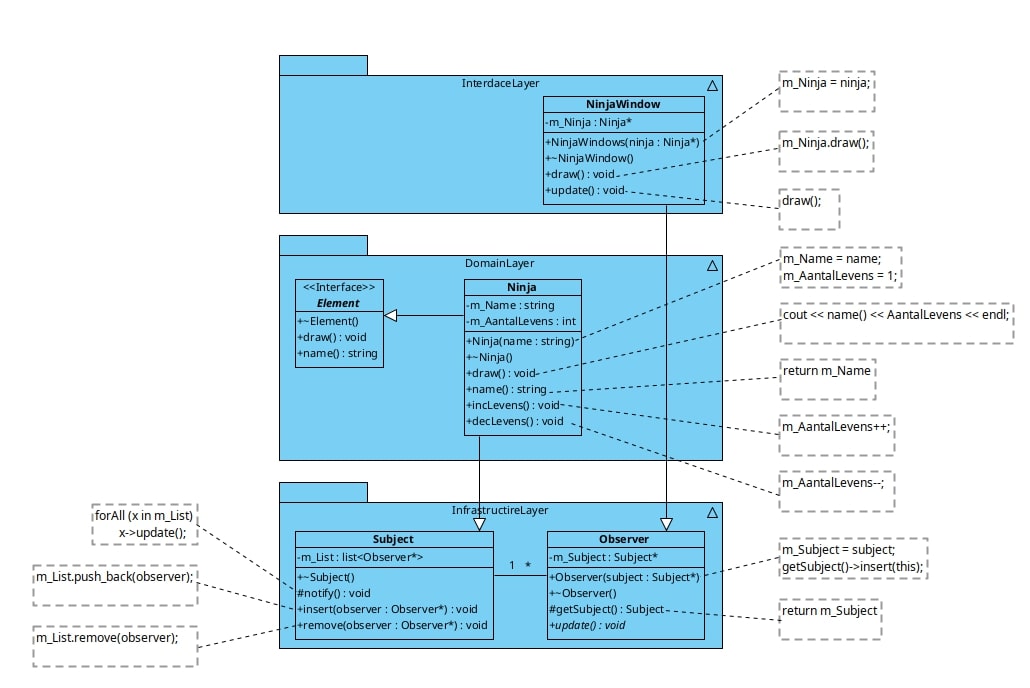 InterdaceLayer
NinjaWindow
-m_Ninja : Ninja*
+NinjaWindows(ninja : Ninja*)
+~NinjaWindow()
+draw() : void
+update() : void
m_Ninja = ninja;
m_Ninja.draw();
draw();
DomainLayer
<<Interface>>
Element
+~Element()
+draw() : void
+name() : string
Ninja
-m_Name : string
-m_AantalLevens : int
+Ninja(name : string)
+~Ninja()
+draw() : void
+name() : string
+incLevens() : void
+decLevens() : void
m_Name = name;
m_AantalLevens = 1;
cout << name() << AantalLevens << endl;
return m_Name
m_AantalLevens++;
m_AantalLevens--;
InfrastructireLayer
forAll (x in m_List)
x->update();
m_List.push_back(observer);
m_List.remove(observer);
Subject
-m_List : list<Observer*>
+~Subject()
#notify() : void
+insert(observer : Observer*) : void
+remove(observer : Observer*) : void
1 *
Observer
-m_Subject : Subject*
+Observer(subject : Subject*)
+~Observer()
#getSubject() : Subject
+update() : void
m_Subject = subject;
getSubject()->insert(this);
return m_Subject